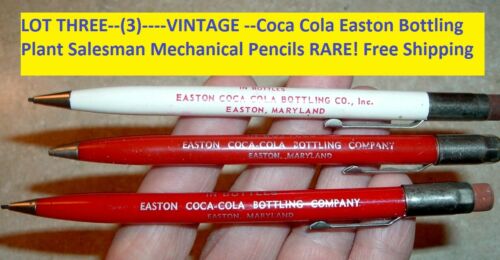 LOT THREE--(3)----VINTAGE --Coca Cola Easton Bottling
Plant Salesman Mechanical Pencils RARE! Free Shipping
IN BOTTLES
EASTON COCA-COLA BOTTLING CO., Inc.
EASTON, MARYLAND
EASTON COCA-COLA BOTTLING COMPANY
EASTON, MARYLAND
IN BOTTLES
EASTON COCA-COLA BOTTLING COMPANY
EASTON, MARYLAND